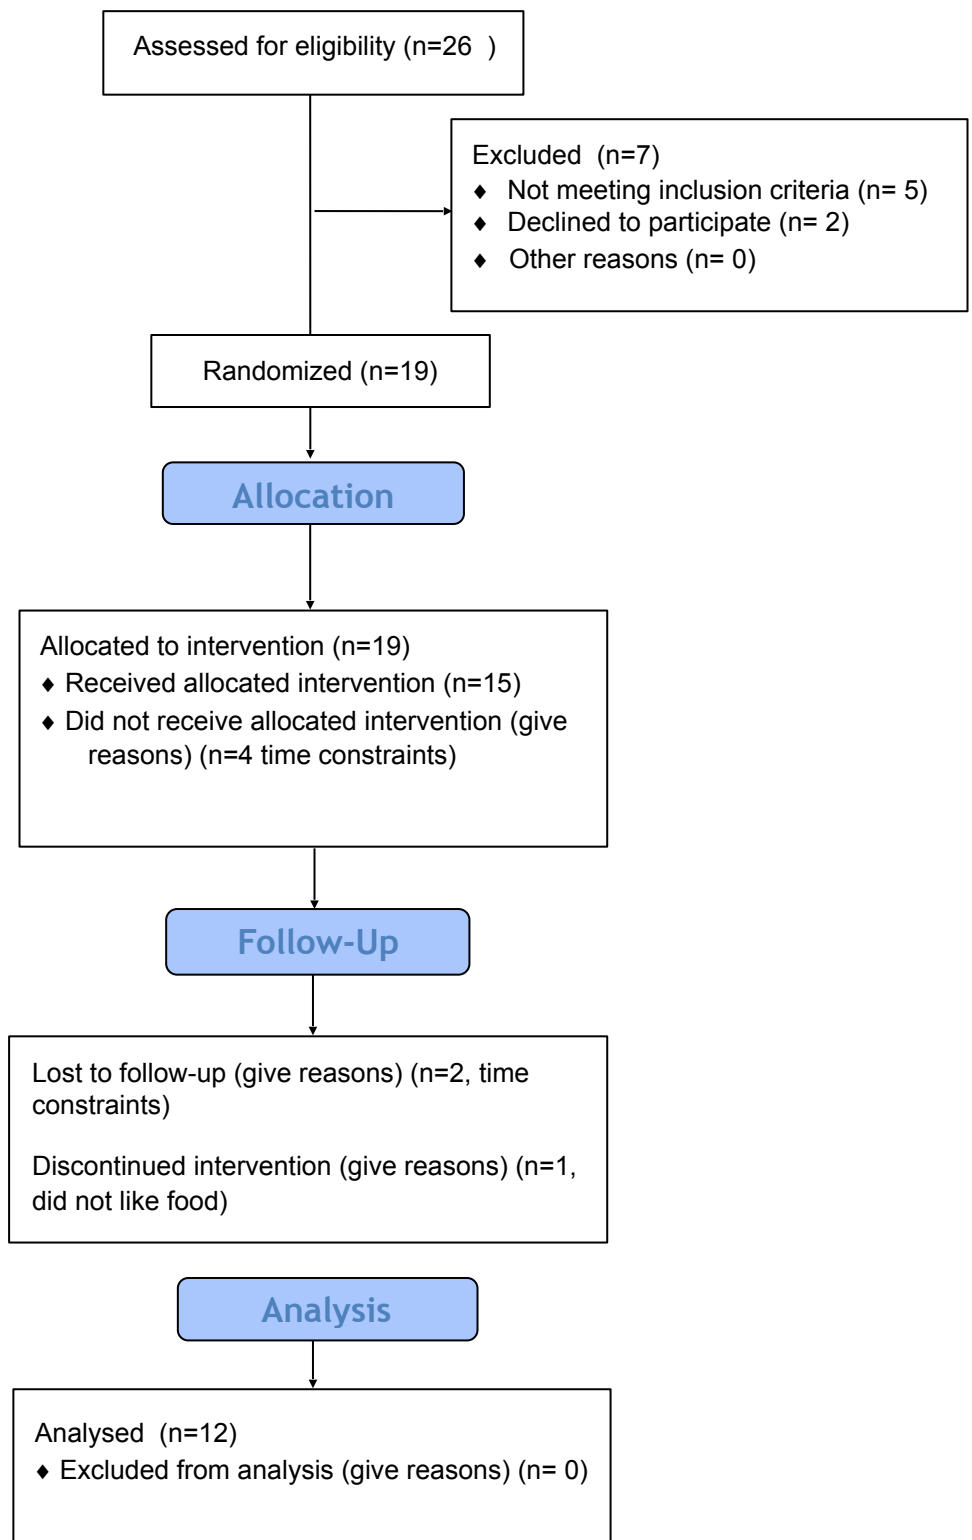 Assessed for eligibility (n=26  )
Excluded  (n=7)
♦ Not meeting inclusion criteria (n= 5)
♦ Declined to participate (n= 2)
♦ Other reasons (n= 0)
Randomized (n=19)
Allocation
Allocated to intervention (n=19)
♦ Received allocated intervention (n=15)
♦ Did not receive allocated intervention (give
reasons) (n=4 time constraints)
Follow-Up
Lost to follow-up (give reasons) (n=2, time
constraints)
Discontinued intervention (give reasons) (n=1,
did not like food)
Analysis
Analysed  (n=12)
♦ Excluded from analysis (give reasons) (n= 0)